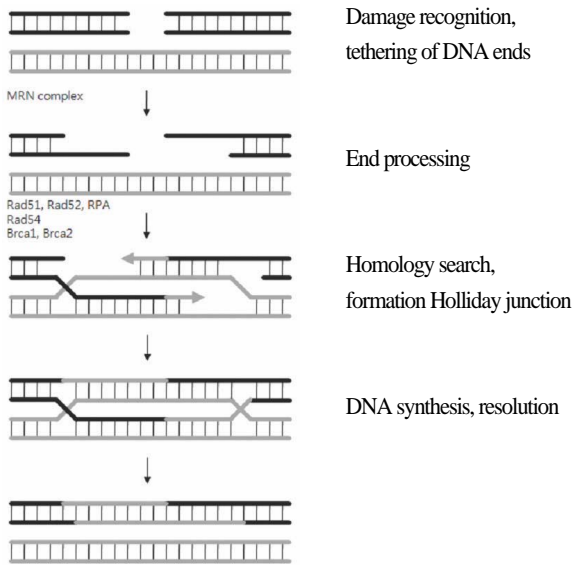 Damage recognition,
tethering of DNA ends
MRN complex
End processing
Rad51, Rad52, RPA
Rad54
Brca1, Brca2
Homology search,
formation Holliday junction
DNA synthesis, resolution